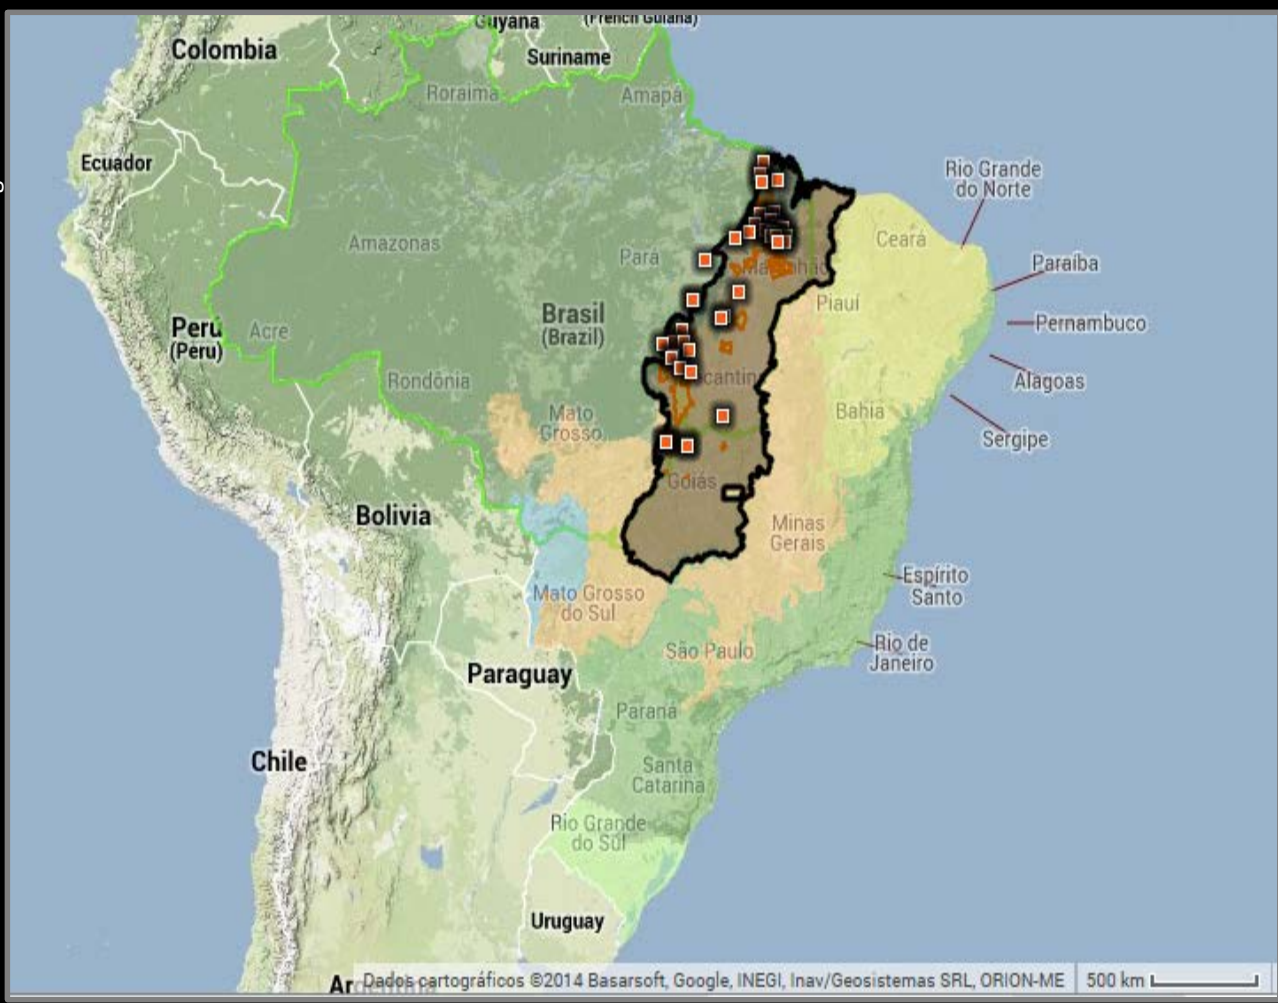 Guyana
(French Guiana)
Colombia
Suriname
Roraima
Amapá
Ecuador
Rio Grande
do Norte
Amazonas
Pará
Ceará
Maranhão
Paraíba
Piauí
Brasil
(Brazil)
Peru
(Peru)
Acre
Pernambuco
Rondônia
Tocantins
Alagoas
Mato
Grosso
Bahia
Sergipe
Goiás
Bolivia
Minas
Gerais
Espírito
Santo
Mato Grosso
do Sul
São Paulo
Rio de
Janeiro
Paraguay
Paraná
Chile
Santa
Catarina
Rio Grande
do Sul
Uruguay
Argentina
Dados cartográficos ©2014 Basarsoft, Google, INEGI, Inav/Geosistemas SRL, ORION-ME
500 km